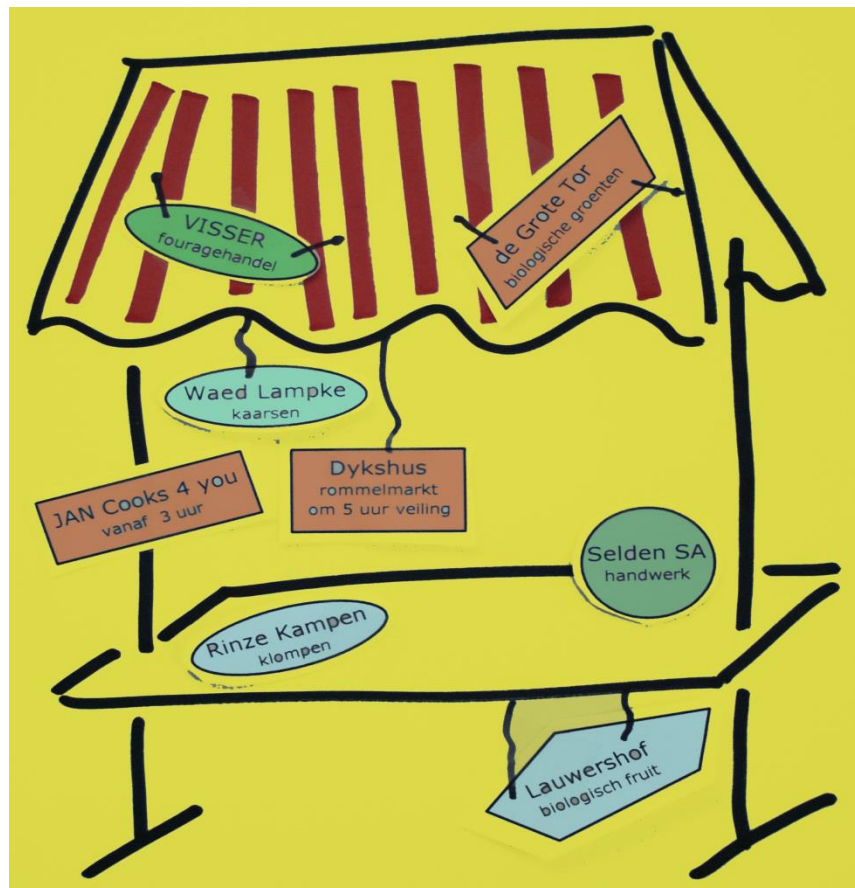 VISSER
fouragehandel
de Grote Tor
biologische groenten
Waed Lampke
kaarsen
Dykshus
rommelmarkt
om 5 uur veiling
JAN Cooks 4 you
vanaf 3 uur
Selden SA
handwerk
Rinze Kampen
klompen
Lauwershof
biologisch fruit